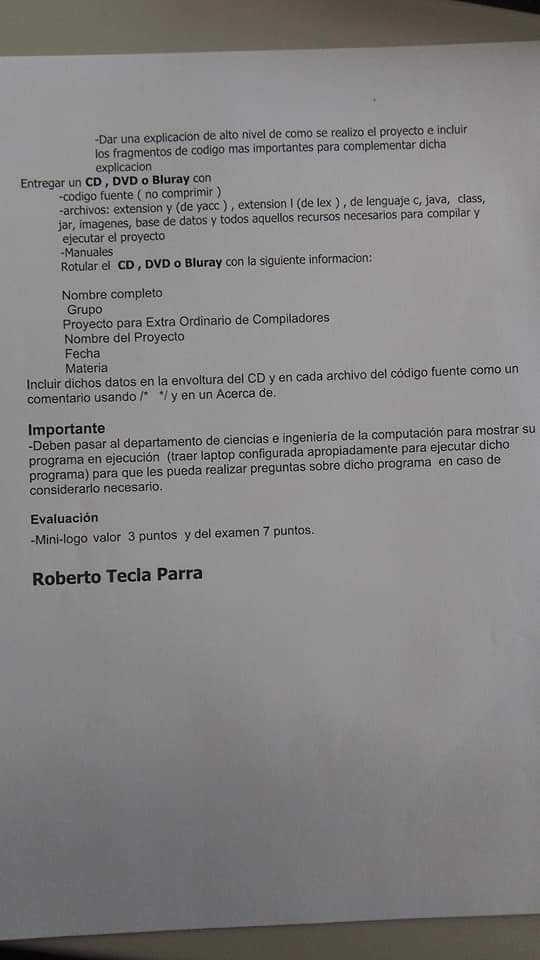 -Dar una explicacion de alto nivel de como se realizo el proyecto e incluir
los fragmentos de codigo mas importantes para complementar dicha
explicacion
Entregar un CD , DVD o Bluray con
-codigo fuente ( no comprimir )
-archivos: extension y (de yacc ) , extension l (de lex ) , de lenguaje c, java, class,
jar, imagenes, base de datos y todos aquellos recursos necesarios para compilar y
ejecutar el proyecto
-Manuales
Rotular el CD , DVD o Bluray con la siguiente informacion:
Nombre completo
Grupo
Proyecto para Extra Ordinario de Compiladores
Nombre del Proyecto
Fecha
Materia
Incluir dichos datos en la envoltura del CD y en cada archivo del código fuente como un
comentario usando /* */ y en un Acerca de.
Importante
-Deben pasar al departamento de ciencias e ingenieria de la computación para mostrar su
programa en ejecución (traer laptop configurada apropiadamente para ejecutar dicho
programa) para que les pueda realizar preguntas sobre dicho programa en caso de
considerarlo necesario.
Evaluación
-Mini-logo valor 3 puntos y del examen 7 puntos.
Roberto Tecla Parra